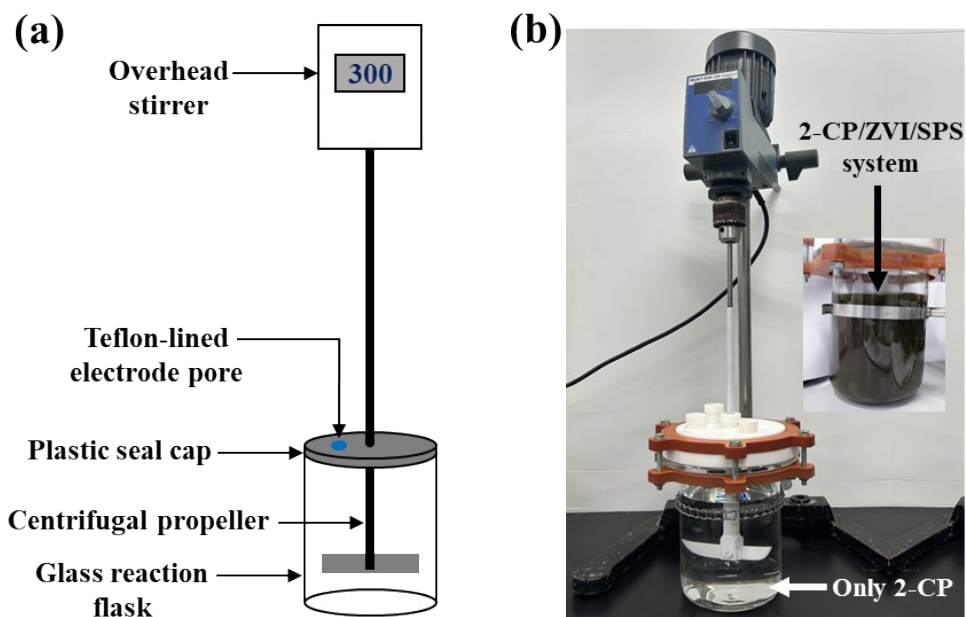 (a)
300
Overhead
stirrer
Teflon-lined
electrode pore
Plastic seal cap
Centrifugal propeller
Glass reaction
flask
(b)
2-CP/ZVI/SPS
system
Only 2-CP